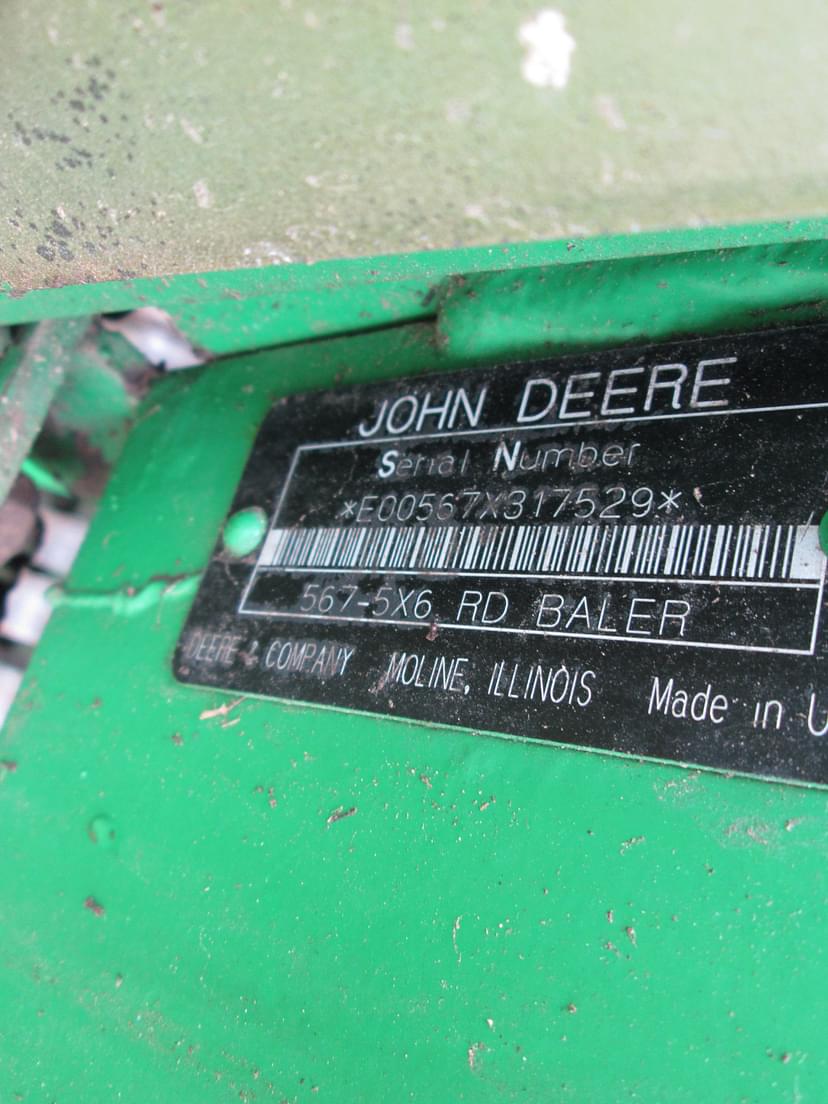 JOHN DEERE
Serial Number
*E00567X317529*
567-5X6 RD BALER
DEERE & COMPANY MOLINE, ILLINOIS Made in U